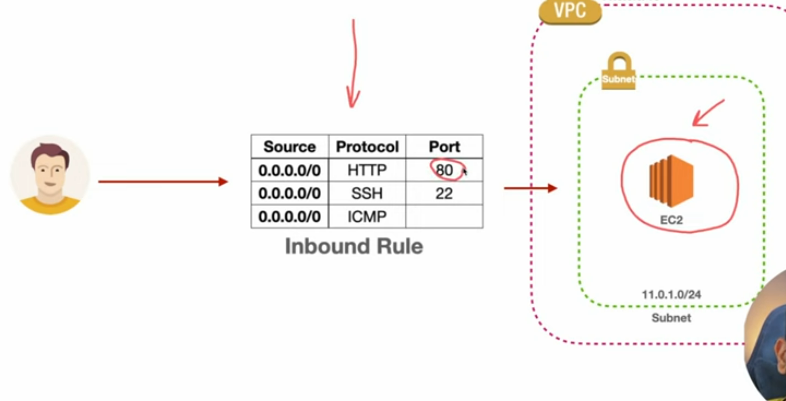 VPC
Subnet
Source Protocol Port
0.0.0.0/0 HTTP 80
0.0.0.0/0 SSH 22
0.0.0.0/0 ICMP
Inbound Rule
EC2
11.0.1.0/24
Subnet